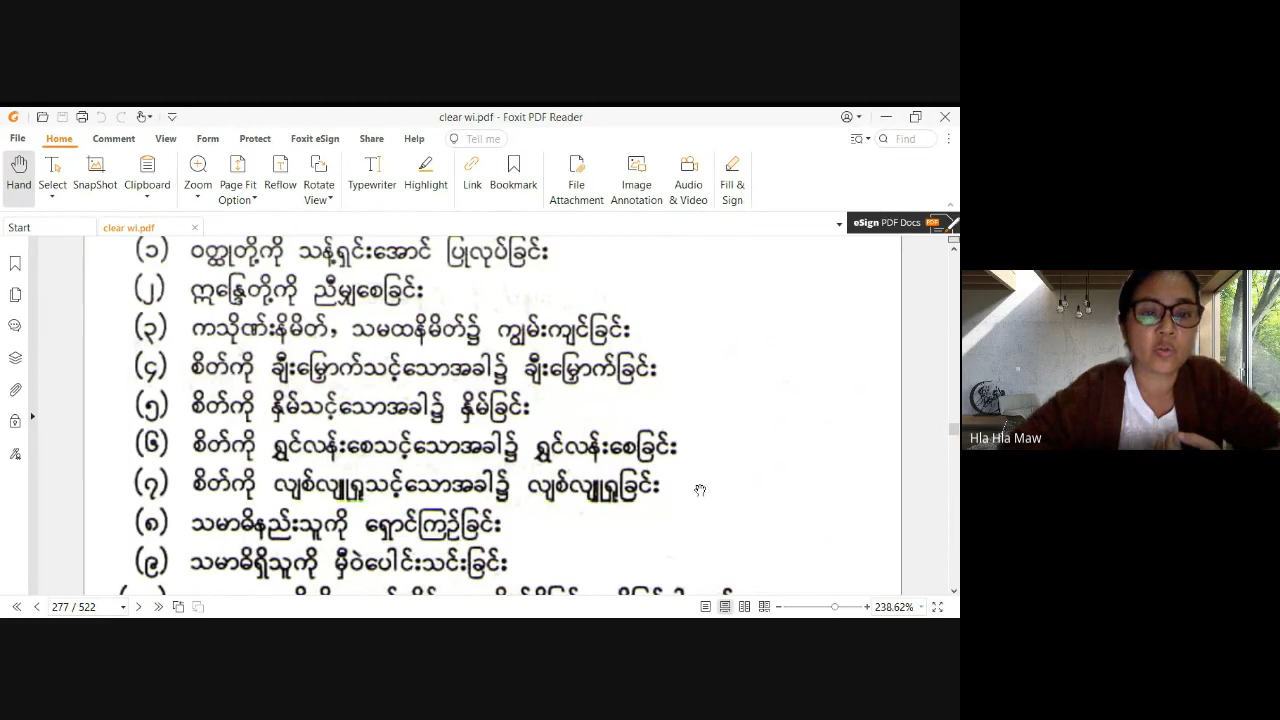 clear wi.pdf - Foxit PDF Reader
File Home Comment View Form Protect Foxit eSign Share Help Tell me Find
Hand Select SnapShot Clipboard Zoom Page Fit Option Reflow Rotate View Typewriter Highlight Link Bookmark File Attachment Image Annotation Audio & Video Fill & Sign
Start clear wi.pdf eSign PDF Docs
(၁) ဝတ္ထုတို့ကို သန့်ရှင်းအောင် ပြုလုပ်ခြင်း
(၂) ဣန္ဒြေတို့ကို ညီမျှစေခြင်း
(၃) ကသိုဏ်းနိမိတ်, သမထနိမိတ်၌ ကျွမ်းကျင်ခြင်း
(၄) စိတ်ကို ချီးမြှောက်သင့်သောအခါ၌ ချီးမြှောက်ခြင်း
(၅) စိတ်ကို နှိမ်သင့်သောအခါ၌ နှိမ်ခြင်း
(၆) စိတ်ကို ရွှင်လန်းစေသင့်သောအခါ၌ ရွှင်လန်းစေခြင်း
(၇) စိတ်ကို လျစ်လျူရှုသင့်သောအခါ၌ လျစ်လျူရှုခြင်း
(၈) သမာဓိနည်းသူကို ရှောင်ကြဉ်ခြင်း
(၉) သမာဓိရှိသူကို မှီဝဲပေါင်းသင်းခြင်း
277 / 522 238.62%
Hla Hla Maw